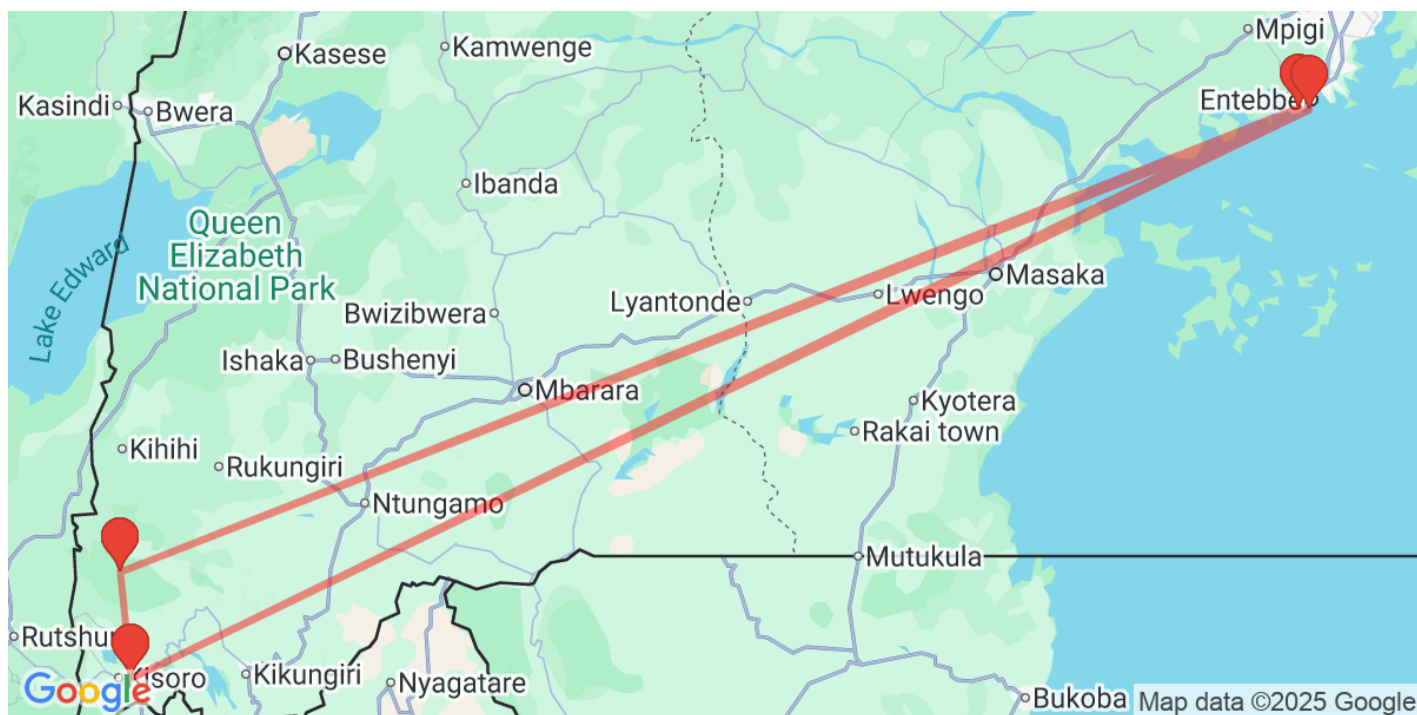 Mpigi
Kasese
Kamwenge
Kasindi
Bwera
Entebbe
Ibanda
Queen
Elizabeth
National Park
Lake Edward
Masaka
Lyantonde
Lwengo
Bwizibwera
Ishaka
Bushenyi
Mbarara
Kyotera
Rakai town
Kihihi
Rukungiri
Ntungamo
Mutukula
Kisoro
Kikungiri
Nyagatare
Google
Bukoba
Map data ©2025 Google